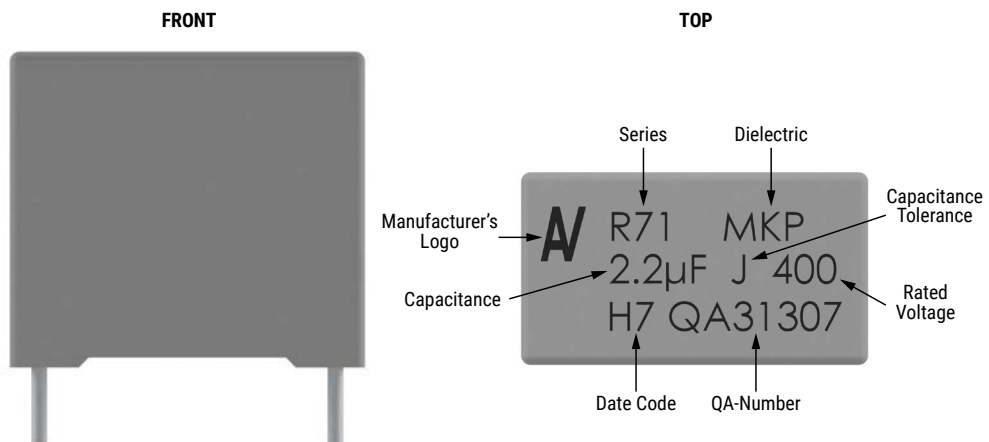 FRONT
TOP
Series
Dielectric
Capacitance
Tolerance
Manufacturer's
Logo
R71 MKP
2.2µF J 400
H7 QA31307
Capacitance
Rated
Voltage
Date Code
QA-Number